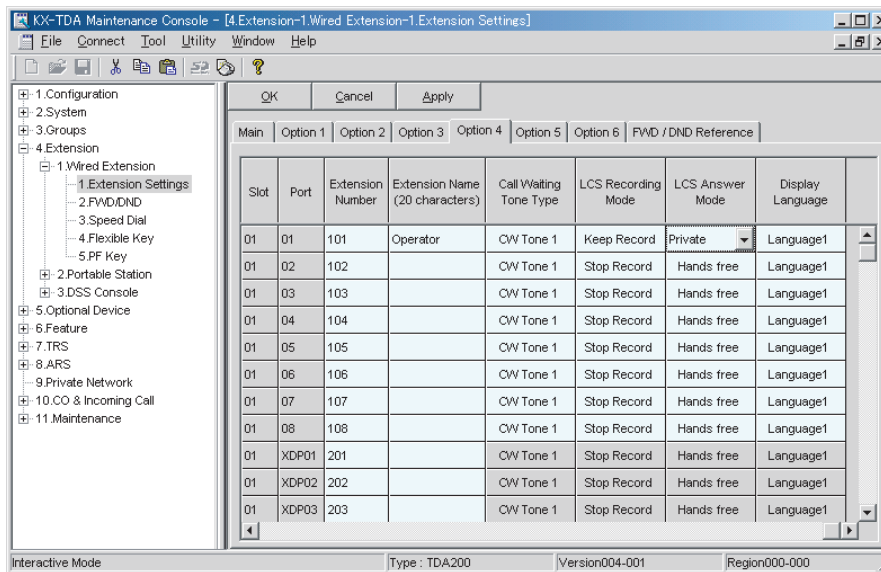 KX-TDA Maintenance Console - [4.Extension-1.Wired Extension-1.Extension Settings]
File Connect Tool Utility Window Help
1.Configuration
2.System
3.Groups
4.Extension
1.Wired Extension
1.Extension Settings
2.FWD/DND
3.Speed Dial
4.Flexible Key
5.PF Key
2.Portable Station
3.DSS Console
5.Optional Device
6.Feature
7.TRS
8.ARS
9.Private Network
10.CO & Incoming Call
11.Maintenance
OK Cancel Apply
Main Option 1 Option 2 Option 3 Option 4 Option 5 Option 6 FWD / DND Reference
Slot Port Extension Number Extension Name (20 characters) Call Waiting Tone Type LCS Recording Mode LCS Answer Mode Display Language
01 01 101 Operator CW Tone 1 Keep Record Private Language1
01 02 102 CW Tone 1 Stop Record Hands free Language1
01 03 103 CW Tone 1 Stop Record Hands free Language1
01 04 104 CW Tone 1 Stop Record Hands free Language1
01 05 105 CW Tone 1 Stop Record Hands free Language1
01 06 106 CW Tone 1 Stop Record Hands free Language1
01 07 107 CW Tone 1 Stop Record Hands free Language1
01 08 108 CW Tone 1 Stop Record Hands free Language1
01 XDP01 201 CW Tone 1 Stop Record Hands free Language1
01 XDP02 202 CW Tone 1 Stop Record Hands free Language1
01 XDP03 203 CW Tone 1 Stop Record Hands free Language1
Interactive Mode Type : TDA200 Version004-001 Region000-000